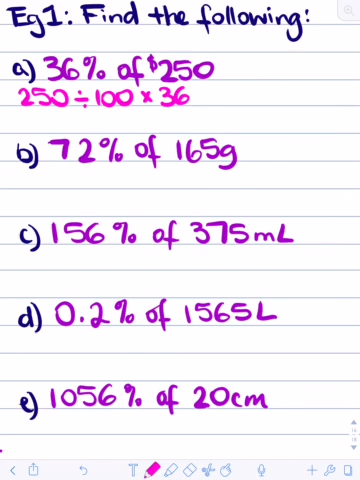 Eg1: Find the following:
a) 36% of $250
250 ÷ 100 × 36
b) 72% of 165g
c) 156% of 375mL
d) 0.2% of 1565L
e) 1056% of 20cm